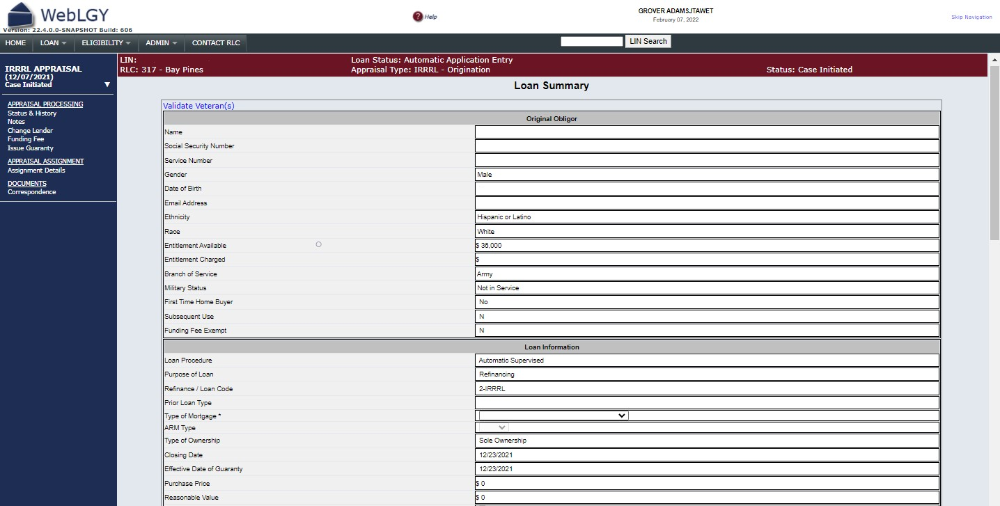 WebLGY
Version: 22.4.0.0-SNAPSHOT Build: 606
Help
GROVER ADAMSJTAWET
February 07, 2022
Skip Navigation
HOME LOAN ELIGIBILITY ADMIN CONTACT RLC LIN Search
IRRRL APPRAISAL
(12/07/2021)
Case Initiated
APPRAISAL PROCESSING
Status & History
Notes
Change Lender
Funding Fee
Issue Guaranty
APPRAISAL ASSIGNMENT
Assignment Details
DOCUMENTS
Correspondence
LIN: Loan Status: Automatic Application Entry
RLC: 317 - Bay Pines Appraisal Type: IRRRL - Origination Status: Case Initiated
Loan Summary
Validate Veteran(s)
Original Obligor
Name
Social Security Number
Service Number
Gender Male
Date of Birth
Email Address
Ethnicity Hispanic or Latino
Race White
Entitlement Available $ 36,000
Entitlement Charged $
Branch of Service Army
Military Status Not in Service
First Time Home Buyer No
Subsequent Use N
Funding Fee Exempt N
Loan Information
Loan Procedure Automatic Supervised
Purpose of Loan Refinancing
Refinance / Loan Code 2-IRRRL
Prior Loan Type
Type of Mortgage *
ARM Type
Type of Ownership Sole Ownership
Closing Date 12/23/2021
Effective Date of Guaranty 12/23/2021
Purchase Price $ 0
Reasonable Value $ 0